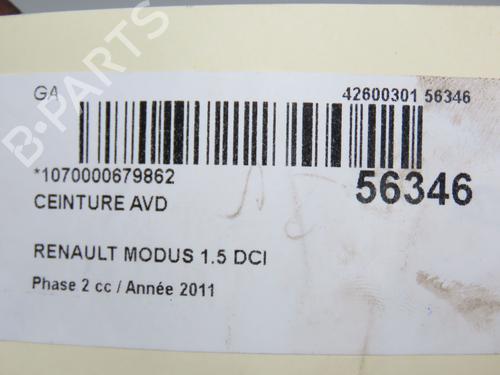 GA
42600301 56346
*1070000679862
56346
CEINTURE AVD
RENAULT MODUS 1.5 DCI
Phase 2 cc / Année 2011
B-PARTS